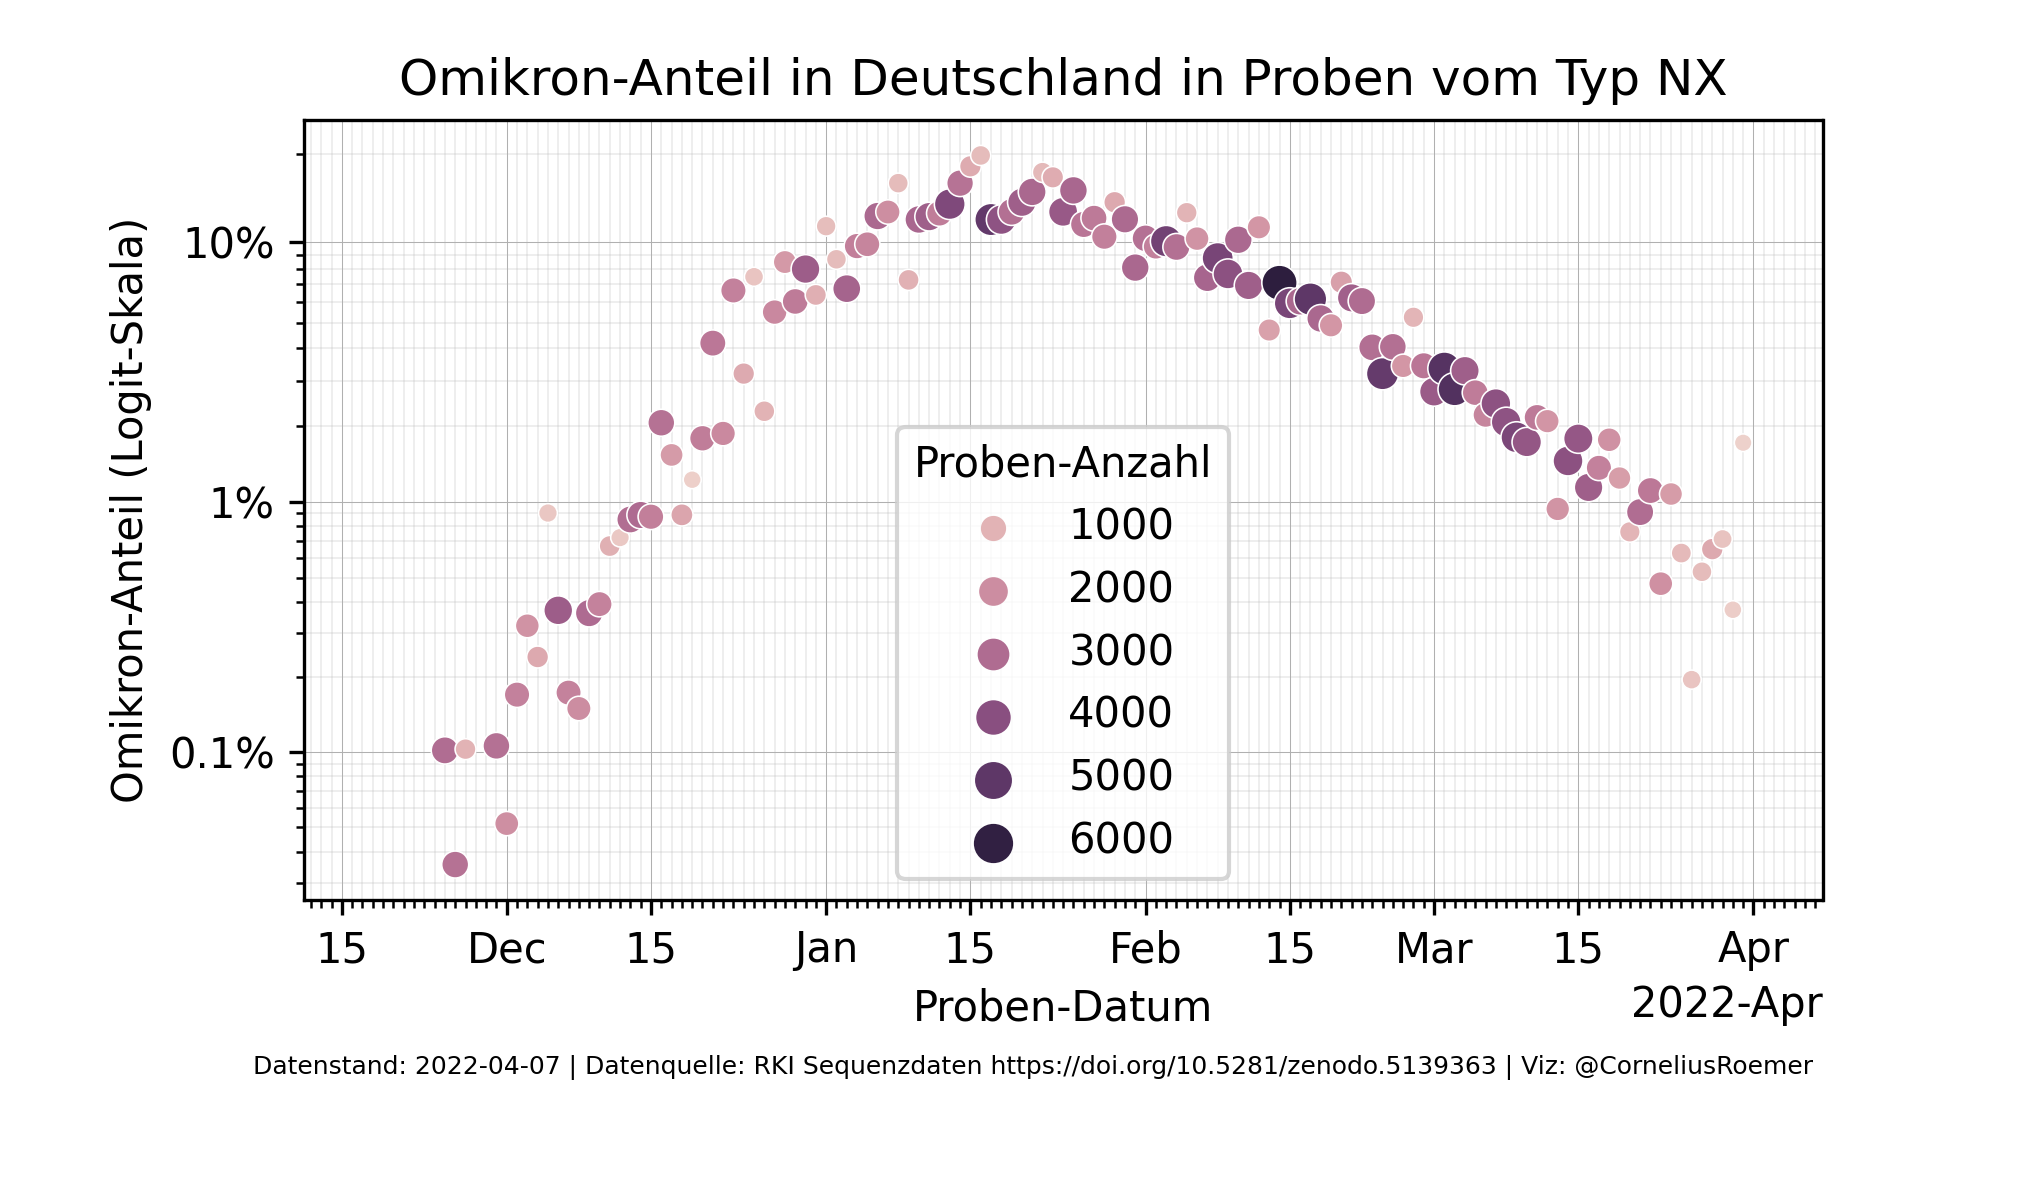 Omikron-Anteil in Deutschland in Proben vom Typ NX
Omikron-Anteil (Logit-Skala)
10%
1%
0.1%
Proben-Anzahl
1000
2000
3000
4000
5000
6000
15 Dec 15 Jan 15 Feb 15 Mar 15 Apr
Proben-Datum
2022-Apr
Datenstand: 2022-04-07 | Datenquelle: RKI Sequenzdaten https://doi.org/10.5281/zenodo.5139363 | Viz: @CorneliusRoemer